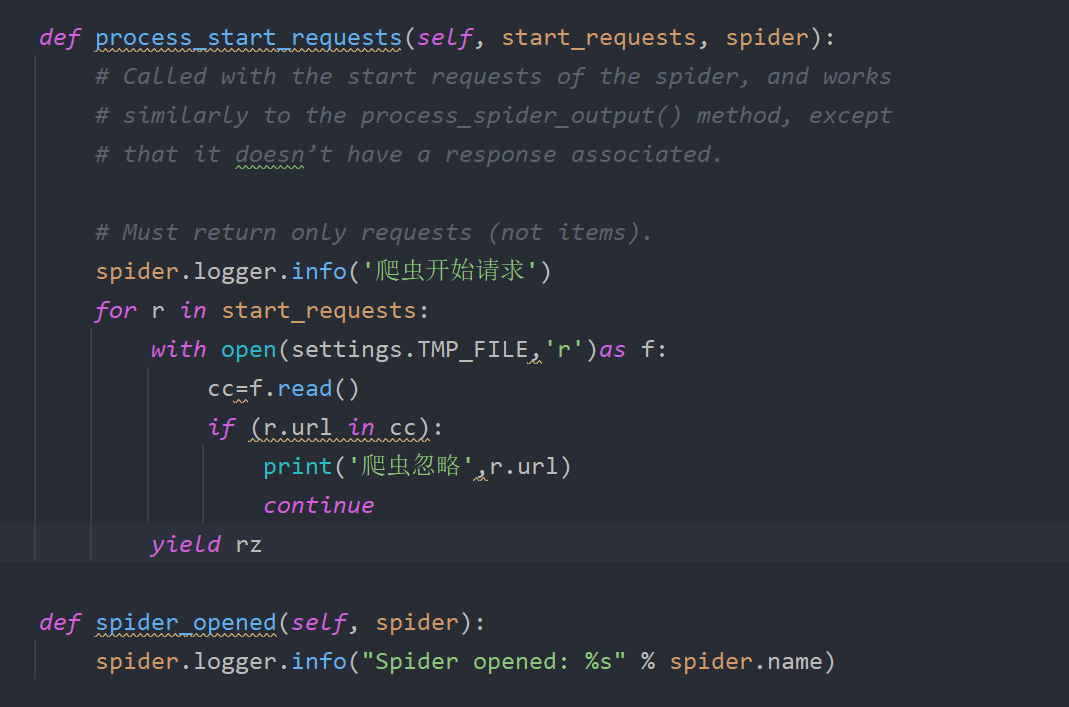 def process_start_requests(self, start_requests, spider):
# Called with the start requests of the spider, and works
# similarly to the process_spider_output() method, except
# that it doesn’t have a response associated.
# Must return only requests (not items).
spider.logger.info('爬虫开始请求')
for r in start_requests:
with open(settings.TMP_FILE,'r')as f:
cc=f.read()
if (r.url in cc):
print('爬虫忽略',r.url)
continue
yield rz
def spider_opened(self, spider):
spider.logger.info("Spider opened: %s" % spider.name)